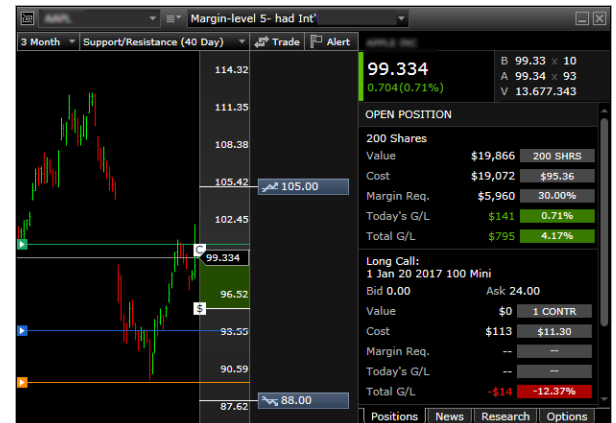 Margin-level 5- had Int'
3 Month Support/Resistance (40 Day) Trade Alert
114.32
111.35
108.38
105.42
105.00
102.45
C
99.334
96.52
$
93.55
90.59
88.00
87.62
99.334
0.704(0.71%)
B 99.33 x 10
A 99.34 x 93
V 13.677.343
OPEN POSITION
200 Shares
Value $19,866 200 SHRS
Cost $19,072 $95.36
Margin Req. $5,960 30.00%
Today's G/L $141 0.71%
Total G/L $795 4.17%
Long Call:
1 Jan 20 2017 100 Mini
Bid 0.00 Ask 24.00
Value $0 1 CONTR
Cost $113 $11.30
Margin Req. -- --
Today's G/L -- --
Total G/L -$14 -12.37%
Positions News Research Options